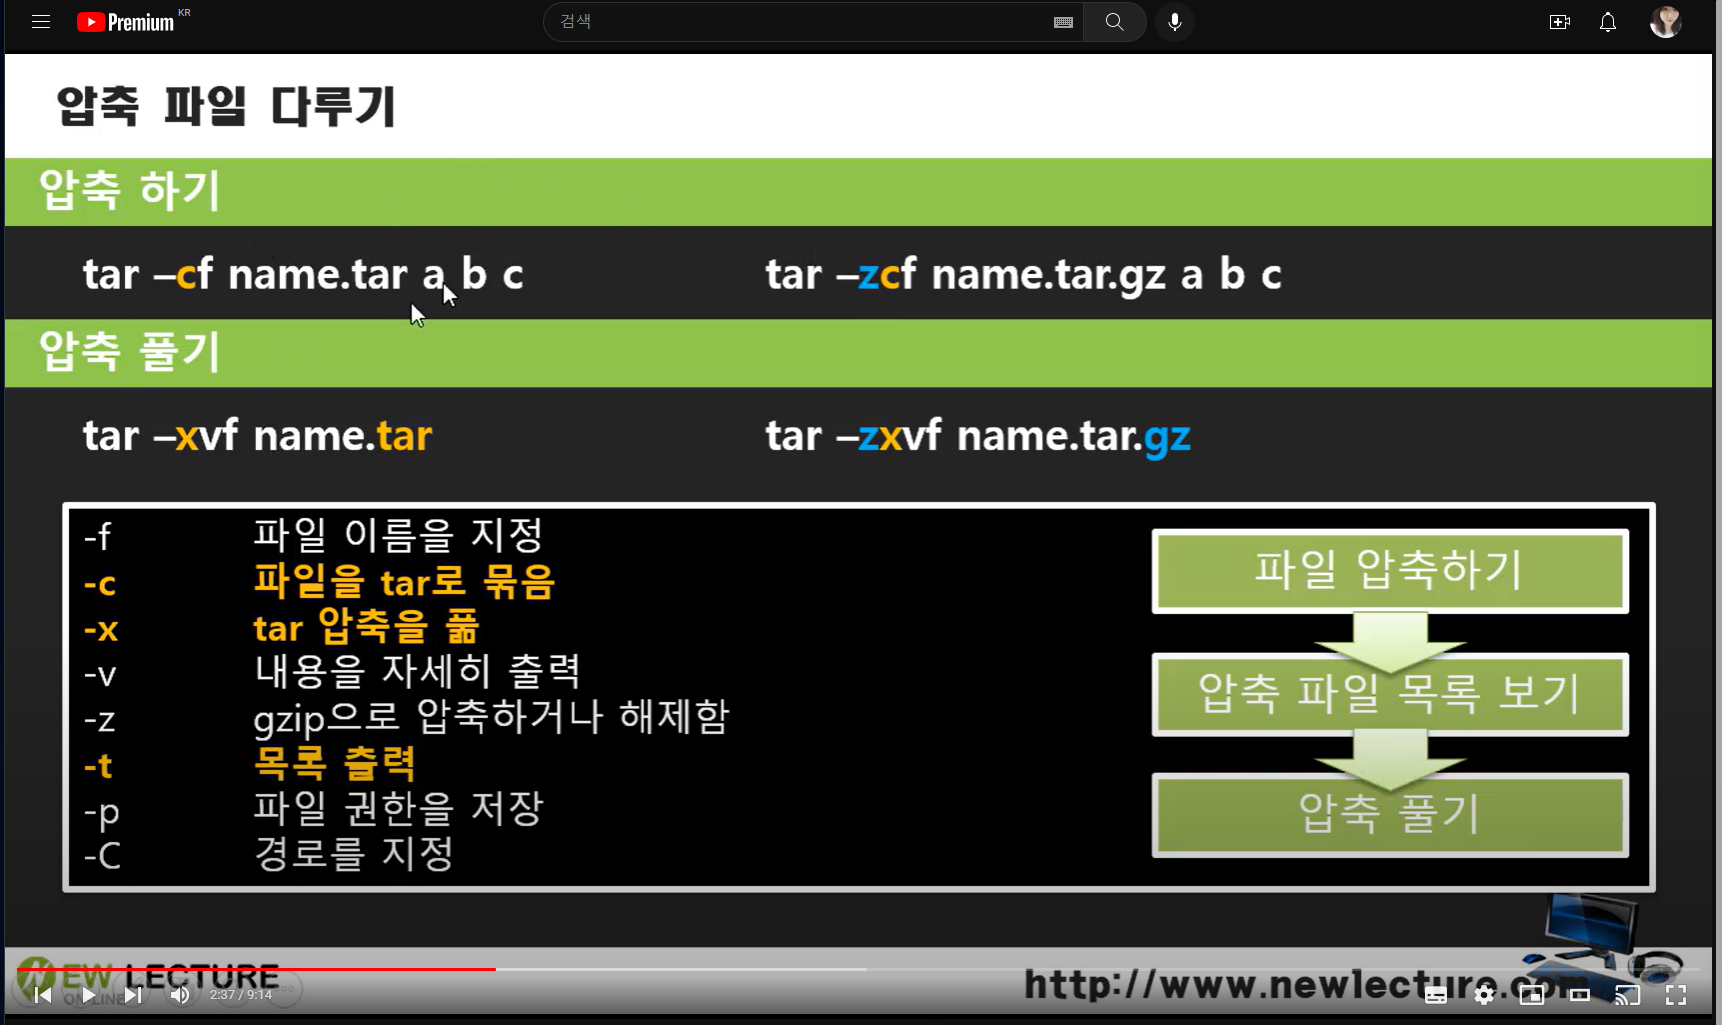 Premium KR
검색
압축 파일 다루기
압축 하기
tar –cf name.tar a b c
tar –zcf name.tar.gz a b c
압축 풀기
tar –xvf name.tar
tar –zxvf name.tar.gz
-f 파일 이름을 지정
-c 파일을 tar로 묶음
-x tar 압축을 풂
-v 내용을 자세히 출력
-z gzip으로 압축하거나 해제함
-t 목록 출력
-p 파일 권한을 저장
-C 경로를 지정
파일 압축하기
압축 파일 목록 보기
압축 풀기
NEW LECTURE
ONLINE
2:37 / 9:14
http://www.newlecture.com